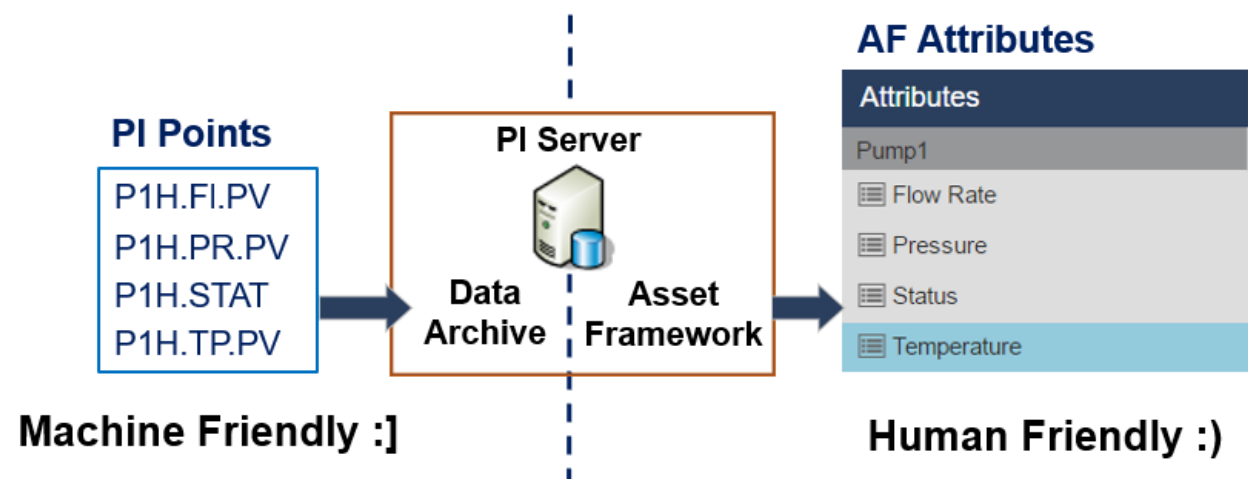 PI Points
P1H.FI.PV
P1H.PR.PV
P1H.STAT
P1H.TP.PV
Machine Friendly :]
PI Server
Data
Archive
Asset
Framework
AF Attributes
Attributes
Pump1
Flow Rate
Pressure
Status
Temperature
Human Friendly :)